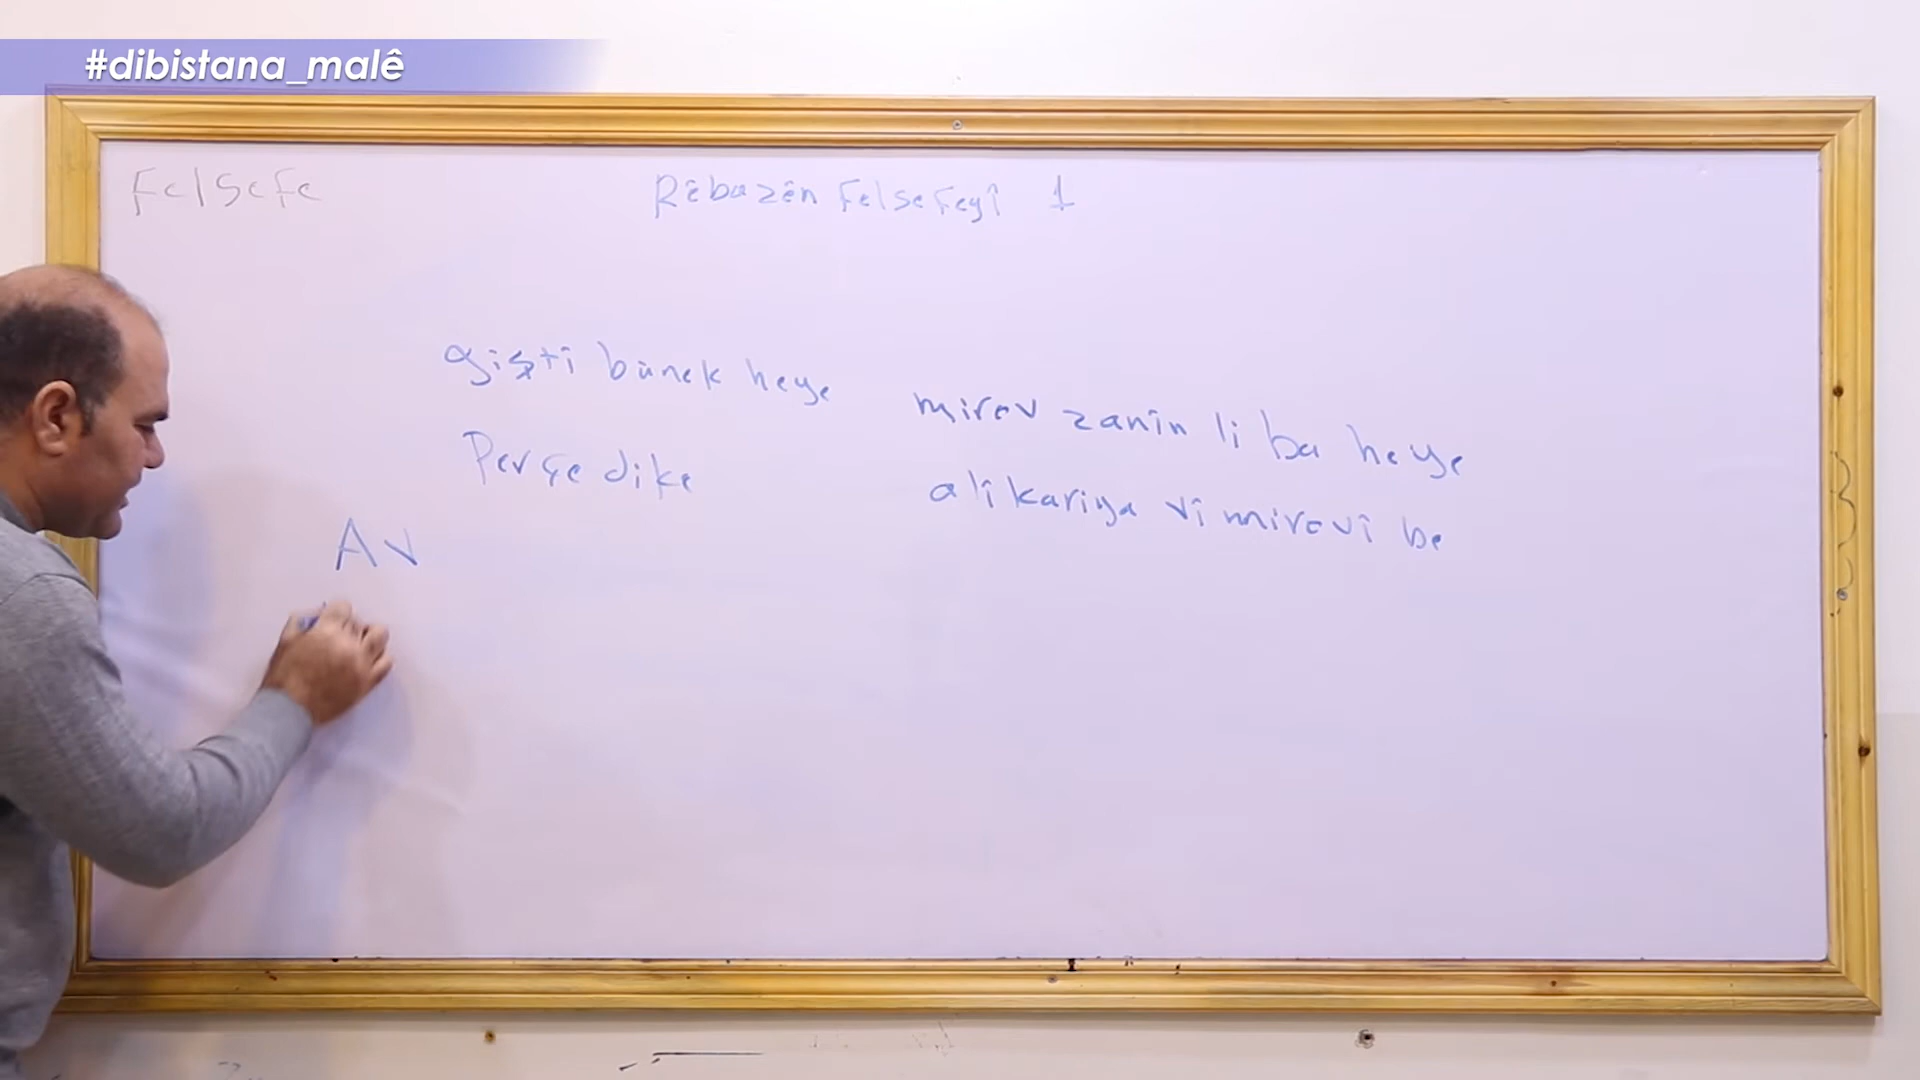 #dibistana_malê
Felsefe
Rêbazên Felsefeyî 1
giştî bûnek heye
Perçe dike
mirov zanîn li ba heye
alîkariya vî mirovî be
Av